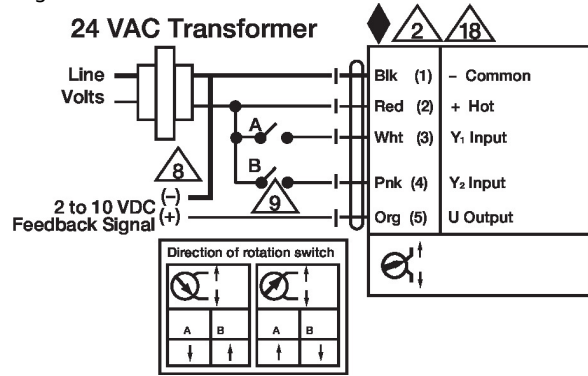 24 VAC Transformer
2 18
Line
Volts
Blk (1) – Common
Red (2) + Hot
A
Wht (3) Y₁ Input
B
Pnk (4) Y₂ Input
8
9
(–)
2 to 10 VDC
Feedback Signal (+)
Org (5) U Output
Direction of rotation switch
A B A B